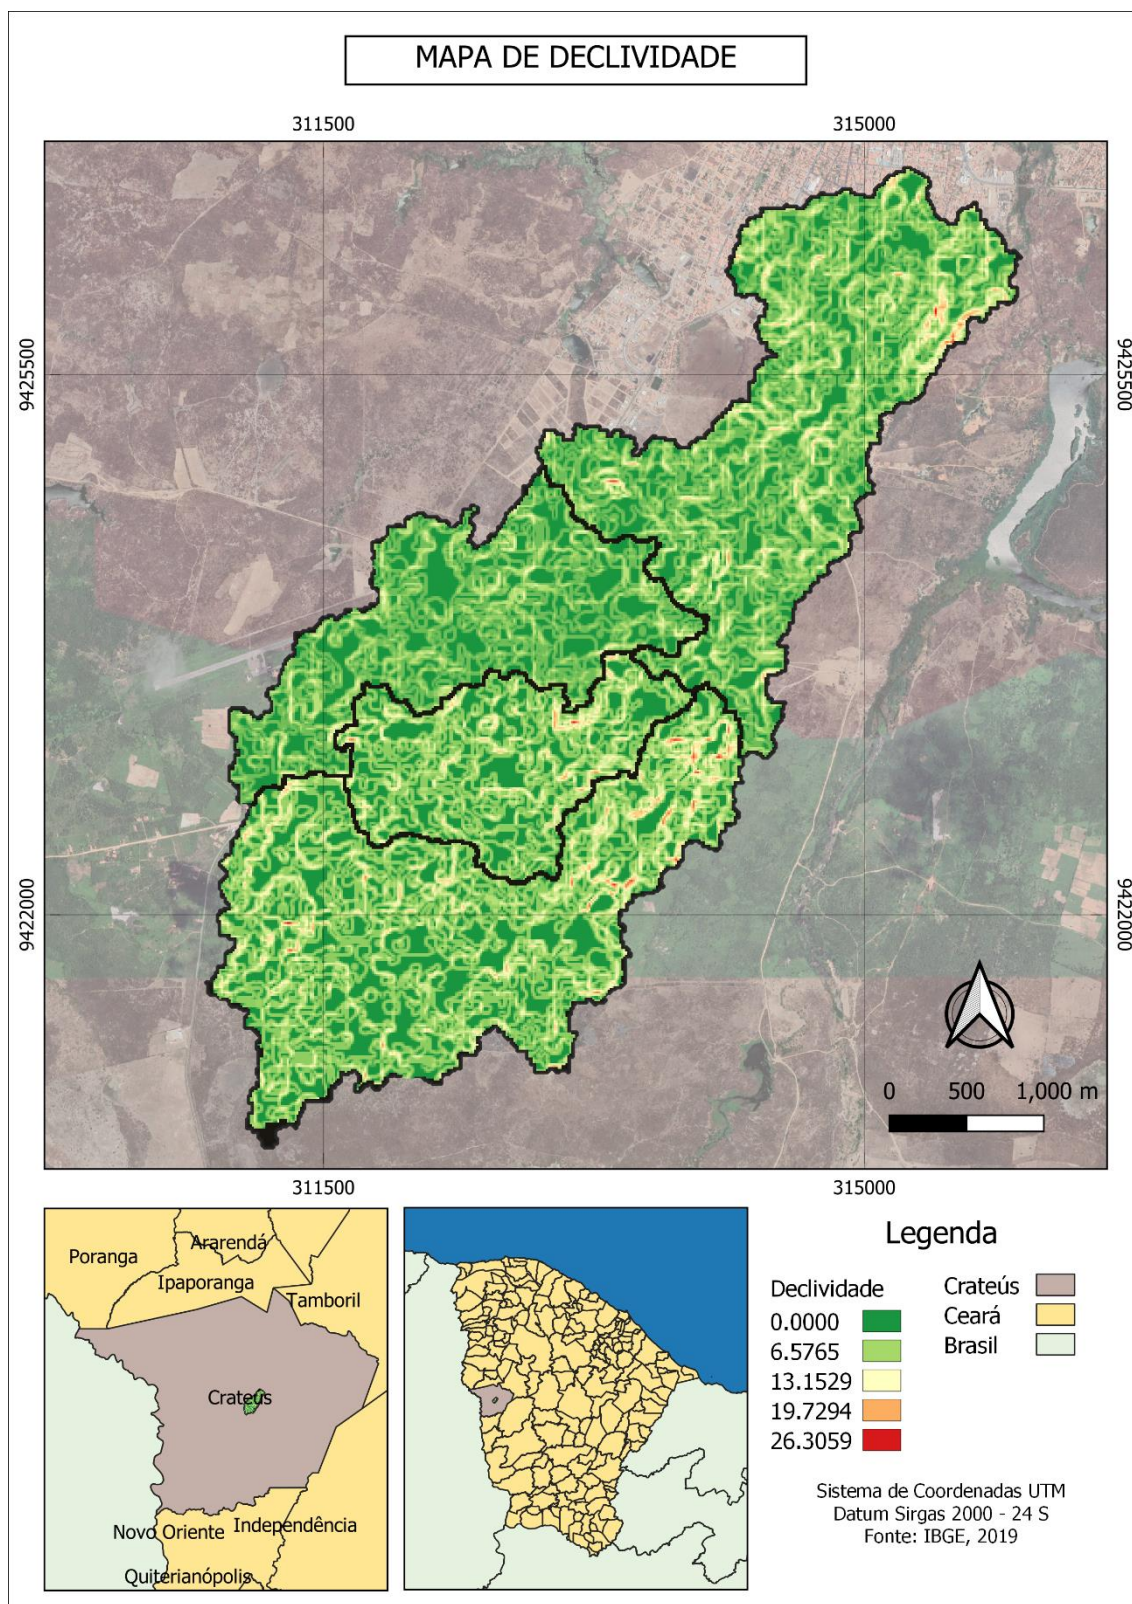 MAPA DE DECLIVIDADE
311500
315000
9425500
9425500
9422000
9422000
0 500 1,000 m
311500
315000
Poranga
Ararendá
Ipaporanga
Tamboril
Crateús
Novo Oriente
Independência
Quiterianópolis
Legenda
Declividade
0.0000
6.5765
13.1529
19.7294
26.3059
Crateús
Ceará
Brasil
Sistema de Coordenadas UTM
Datum Sirgas 2000 - 24 S
Fonte: IBGE, 2019